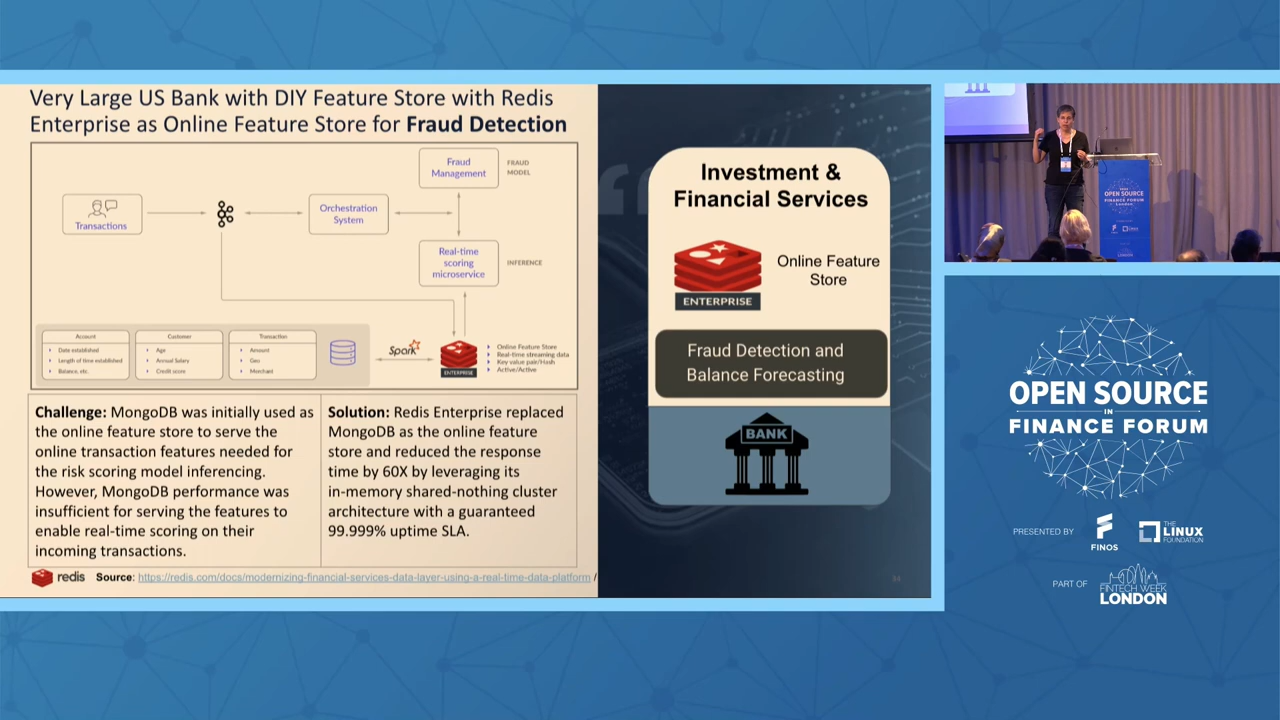 Very Large US Bank with DIY Feature Store with Redis
Enterprise as Online Feature Store for Fraud Detection
Fraud
Management
FRAUD
MODEL
Transactions
Orchestration
System
Real-time
scoring
microservice
INFERENCE
Account
Date established
Length of time established
Balance, etc.
Customer
Age
Annual Salary
Credit score
Transaction
Amount
Geo
Merchant
Spark
ENTERPRISE
Online Feature Store
Real-time streaming data
Key value pair/Hash
Active/Active
Challenge: MongoDB was initially used as
the online feature store to serve the
online transaction features needed for
the risk scoring model inferencing.
However, MongoDB performance was
insufficient for serving the features to
enable real-time scoring on their
incoming transactions.
Solution: Redis Enterprise replaced
MongoDB as the online feature
store and reduced the response
time by 60X by leveraging its
in-memory shared-nothing cluster
architecture with a guaranteed
99.999% uptime SLA.
redis
Source: https://redis.com/docs/modernizing-financial-services-data-layer-using-a-real-time-data-platform /
Investment &
Financial Services
ENTERPRISE
Online Feature
Store
Fraud Detection and
Balance Forecasting
BANK
OPEN SOURCE
FINANCE FORUM
OPEN SOURCE
IN
FINANCE FORUM
PRESENTED BY
FINOS
THE
LINUX
FOUNDATION
PART OF
FINTECH WEEK
LONDON